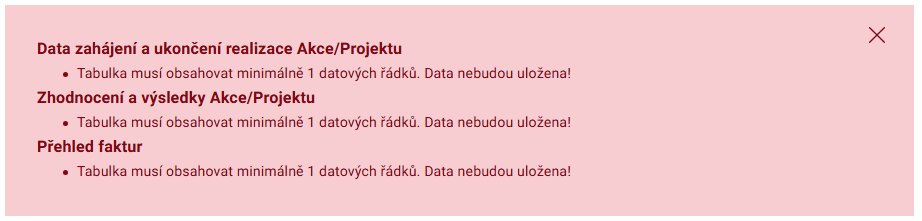 Data zahájení a ukončení realizace Akce/Projektu
• Tabulka musí obsahovat minimálně 1 datových řádků. Data nebudou uložena!
Zhodnocení a výsledky Akce/Projektu
• Tabulka musí obsahovat minimálně 1 datových řádků. Data nebudou uložena!
Přehled faktur
• Tabulka musí obsahovat minimálně 1 datových řádků. Data nebudou uložena!